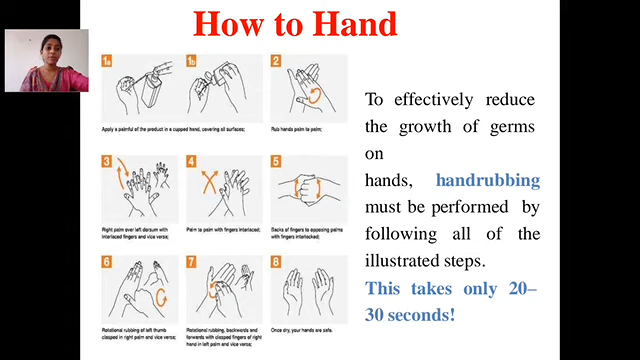 How to Hand
1a
1b
2
Apply a palmful of the product in a cupped hand, covering all surfaces;
Rub hands palm to palm;
3
4
5
Right palm over left dorsum with
interlaced fingers and vice versa;
Palm to palm with fingers interlaced;
Backs of fingers to opposing palms
with fingers interlocked;
6
7
8
Rotational rubbing of left thumb
clasped in right palm and vice versa;
Rotational rubbing, backwards and
forwards with clasped fingers of right
hand in left palm and vice versa;
Once dry, your hands are safe.
To effectively reduce
the growth of germs
on
hands, handrubbing
must be performed by
following all of the
illustrated steps.
This takes only 20–
30 seconds!